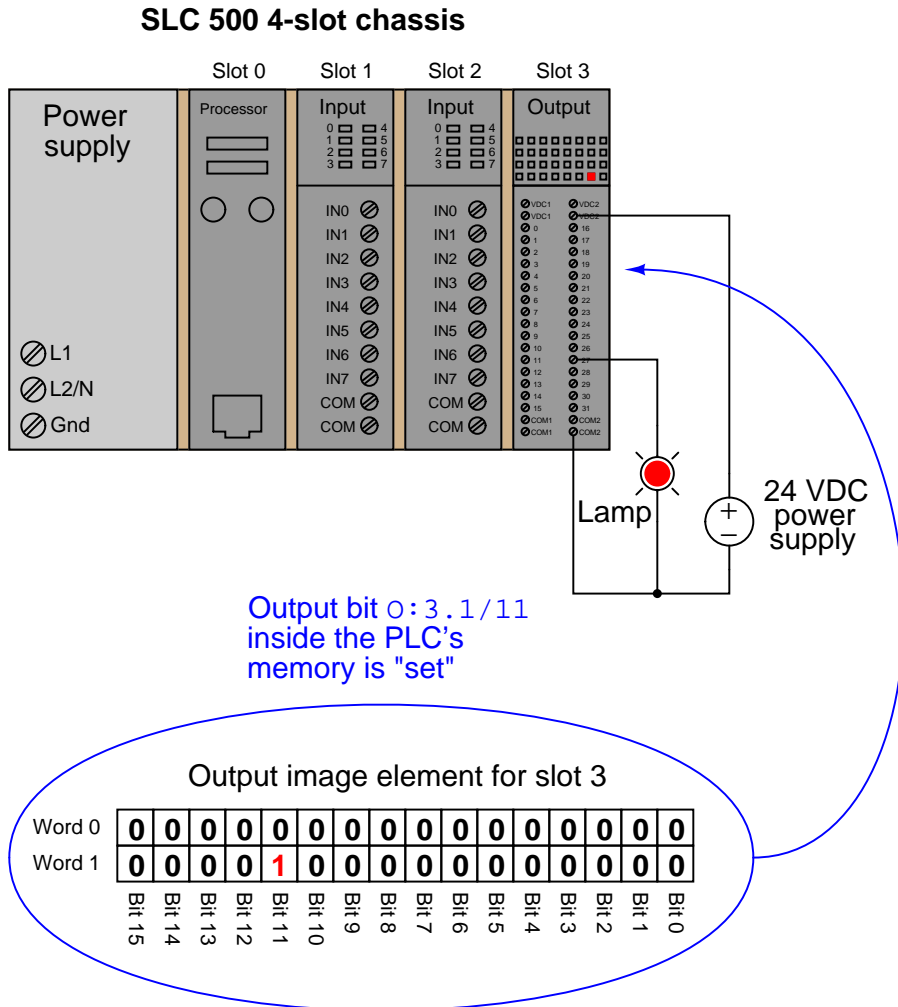 SLC 500 4-slot chassis
Slot 0 Slot 1 Slot 2 Slot 3
Power
supply
Processor
Input
Input
Output
0 4
1 5
2 6
3 7
0 4
1 5
2 6
3 7
L1
L2/N
Gnd
IN0
IN1
IN2
IN3
IN4
IN5
IN6
IN7
COM
COM
IN0
IN1
IN2
IN3
IN4
IN5
IN6
IN7
COM
COM
VDC1 VDC2
VDC1 VDC2
0 16
1 17
2 18
3 19
4 20
5 21
6 22
7 23
8 24
9 25
10 26
11 27
12 28
13 29
14 30
15 31
COM1 COM2
COM1 COM2
Lamp
+
−
24 VDC
power
supply
Output bit O:3.1/11
inside the PLC's
memory is "set"
Output image element for slot 3
Word 0 0 0 0 0 0 0 0 0 0 0 0 0 0 0 0 0
Word 1 0 0 0 0 1 0 0 0 0 0 0 0 0 0 0 0
Bit 15 Bit 14 Bit 13 Bit 12 Bit 11 Bit 10 Bit 9 Bit 8 Bit 7 Bit 6 Bit 5 Bit 4 Bit 3 Bit 2 Bit 1 Bit 0